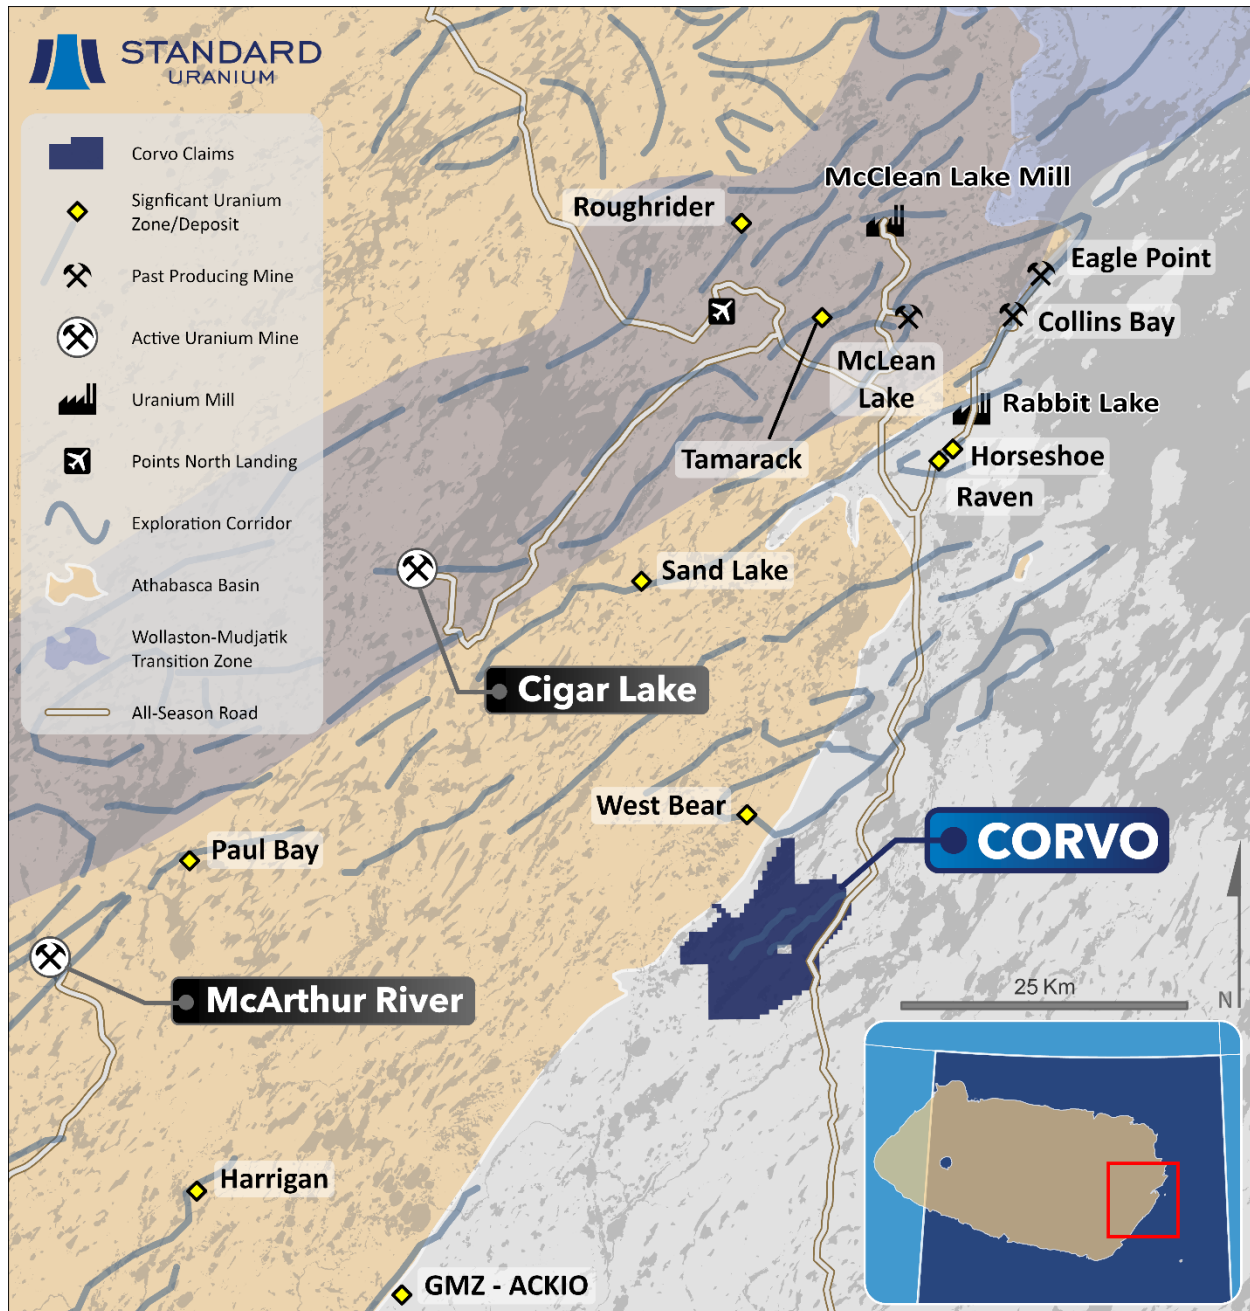 STANDARD
URANIUM
Corvo Claims
Signficant Uranium
Zone/Deposit
Past Producing Mine
Active Uranium Mine
Uranium Mill
Points North Landing
Exploration Corridor
Athabasca Basin
Wollaston-Mudjatik
Transition Zone
All-Season Road
McClean Lake Mill
Roughrider
Eagle Point
Collins Bay
McLean
Lake
Rabbit Lake
Tamarack
Horseshoe
Raven
Sand Lake
Cigar Lake
West Bear
CORVO
Paul Bay
McArthur River
25 Km
N
Harrigan
GMZ - ACKIO